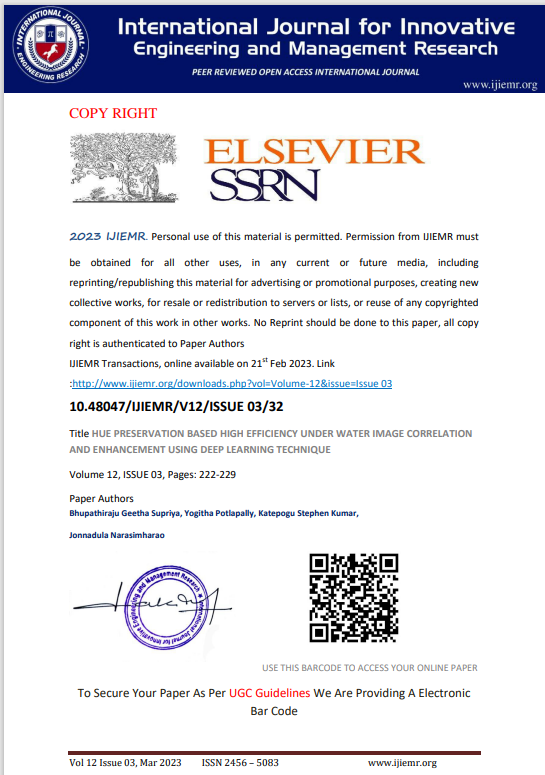 International Journal for Innovative
Engineering and Management Research
PEER REVIEWED OPEN ACCESS INTERNATIONAL JOURNAL
www.ijiemr.org
COPY RIGHT
ELSEVIER
SSRN
2023 IJIEMR. Personal use of this material is permitted. Permission from IJIEMR must
be obtained for all other uses, in any current or future media, including
reprinting/republishing this material for advertising or promotional purposes, creating new
collective works, for resale or redistribution to servers or lists, or reuse of any copyrighted
component of this work in other works. No Reprint should be done to this paper, all copy
right is authenticated to Paper Authors
IJIEMR Transactions, online available on 21st Feb 2023. Link
:http://www.ijiemr.org/downloads.php?vol=Volume-12&issue=Issue 03
10.48047/IJIEMR/V12/ISSUE 03/32
Title HUE PRESERVATION BASED HIGH EFFICIENCY UNDER WATER IMAGE CORRELATION
AND ENHANCEMENT USING DEEP LEARNING TECHNIQUE
Volume 12, ISSUE 03, Pages: 222-229
Paper Authors
Bhupathiraju Geetha Supriya, Yogitha Potlapally, Katepogu Stephen Kumar,
Jonnadula Narasimharao
USE THIS BARCODE TO ACCESS YOUR ONLINE PAPER
To Secure Your Paper As Per UGC Guidelines We Are Providing A Electronic
Bar Code
Vol 12 Issue 03, Mar 2023 ISSN 2456 – 5083 www.ijiemr.org